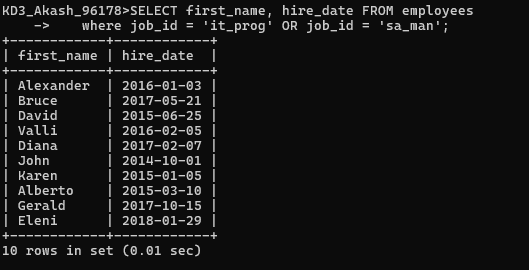 KD3_Akash_96178>SELECT first_name, hire_date FROM employees
    ->    where job_id = 'it_prog' OR job_id = 'sa_man';
+------------+------------+
| first_name | hire_date  |
+------------+------------+
| Alexander  | 2016-01-03 |
| Bruce      | 2017-05-21 |
| David      | 2015-06-25 |
| Valli      | 2016-02-05 |
| Diana      | 2017-02-07 |
| John       | 2014-10-01 |
| Karen      | 2015-01-05 |
| Alberto    | 2015-03-10 |
| Gerald     | 2017-10-15 |
| Eleni      | 2018-01-29 |
+------------+------------+
10 rows in set (0.01 sec)